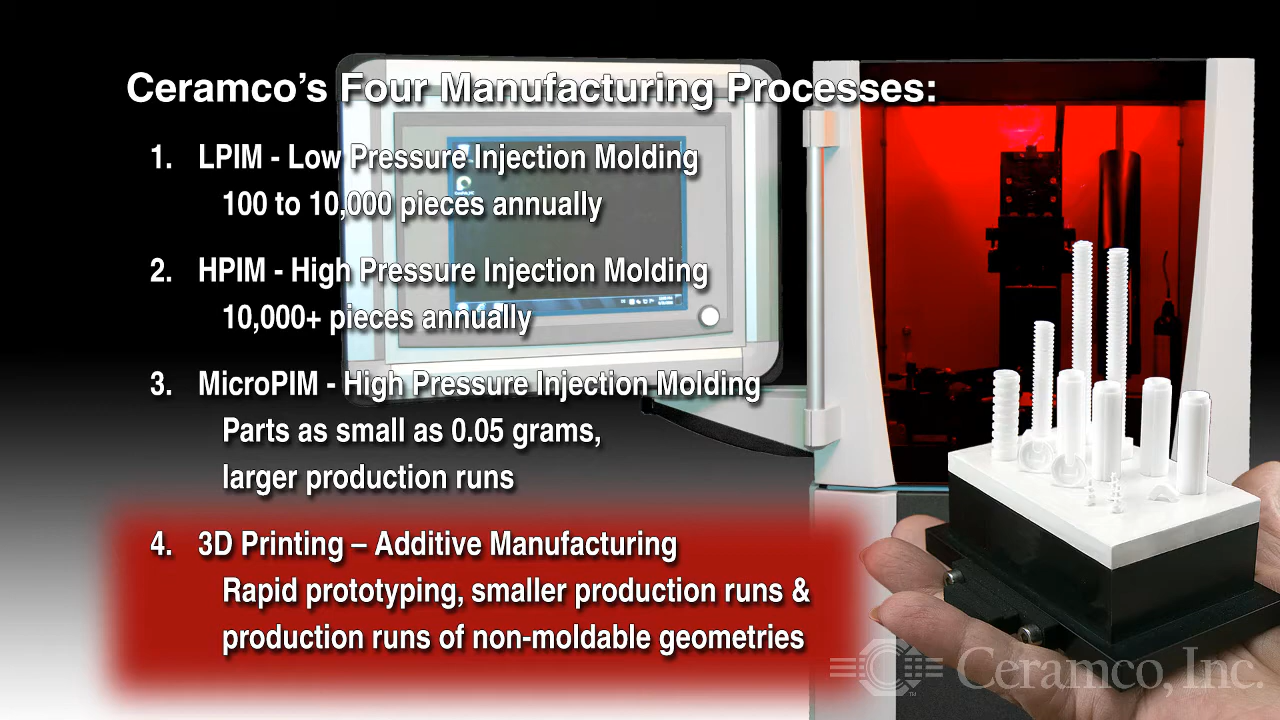 Ceramco’s Four Manufacturing Processes:
1. LPIM - Low Pressure Injection Molding
100 to 10,000 pieces annually
2. HPIM - High Pressure Injection Molding
10,000+ pieces annually
3. MicroPIM - High Pressure Injection Molding
Parts as small as 0.05 grams,
larger production runs
4. 3D Printing – Additive Manufacturing
Rapid prototyping, smaller production runs &
production runs of non-moldable geometries
Ceramco, Inc.
TM